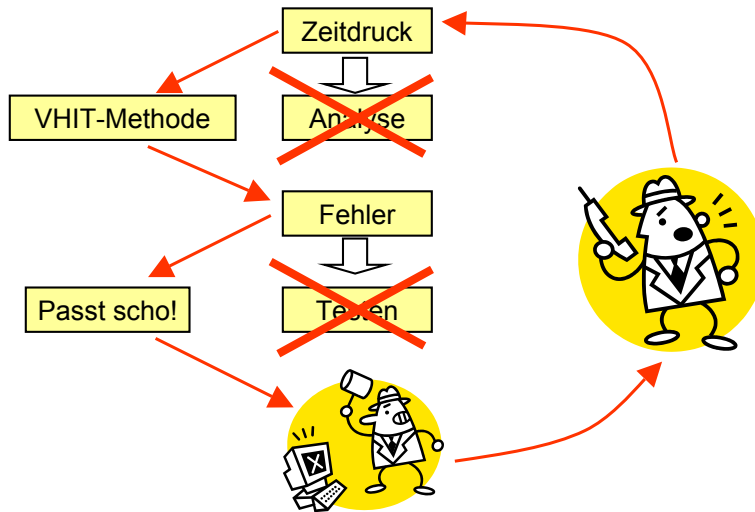 Zeitdruck
VHIT-Methode
Analyse
Fehler
Passt scho!
Testen